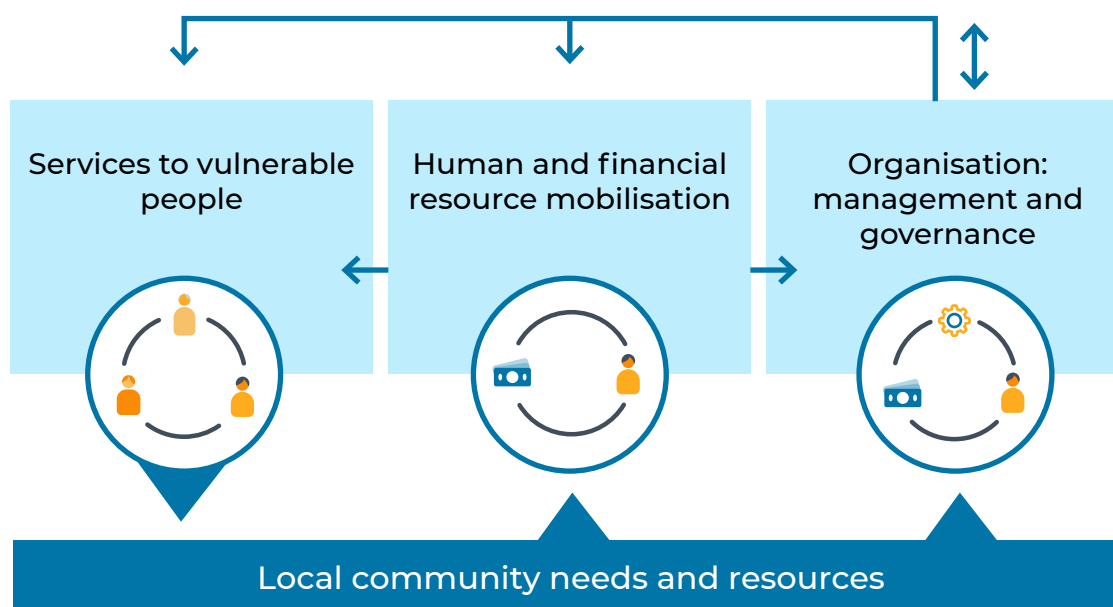 Services to vulnerable
people
Human and financial
resource mobilisation
Organisation:
management and
governance
Local community needs and resources